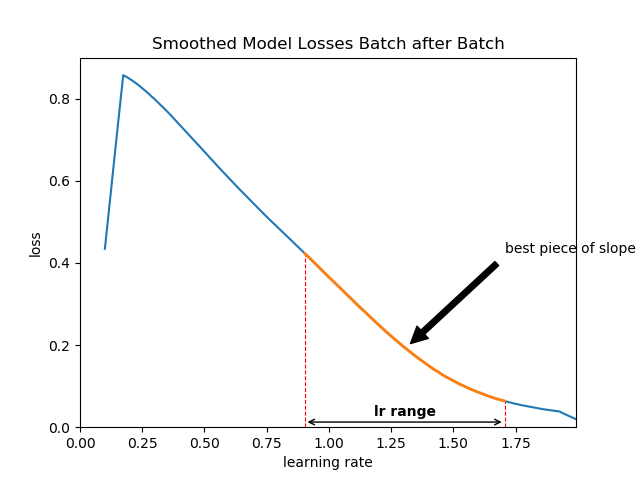 Smoothed Model Losses Batch after Batch
0.8
0.6
0.4
0.2
0.0
loss
best piece of slope
lr range
0.00 0.25 0.50 0.75 1.00 1.25 1.50 1.75
learning rate